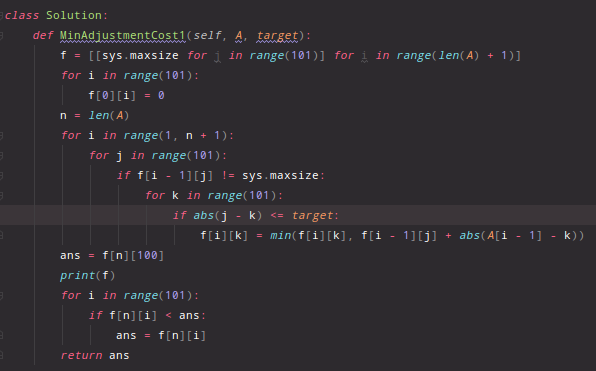 class Solution:
    def MinAdjustmentCost1(self, A, target):
        f = [[sys.maxsize for j in range(101)] for i in range(len(A) + 1)]
        for i in range(101):
            f[0][i] = 0
        n = len(A)
        for i in range(1, n + 1):
            for j in range(101):
                if f[i - 1][j] != sys.maxsize:
                    for k in range(101):
                        if abs(j - k) <= target:
                            f[i][k] = min(f[i][k], f[i - 1][j] + abs(A[i - 1] - k))
        ans = f[n][100]
        print(f)
        for i in range(101):
            if f[n][i] < ans:
                ans = f[n][i]
        return ans